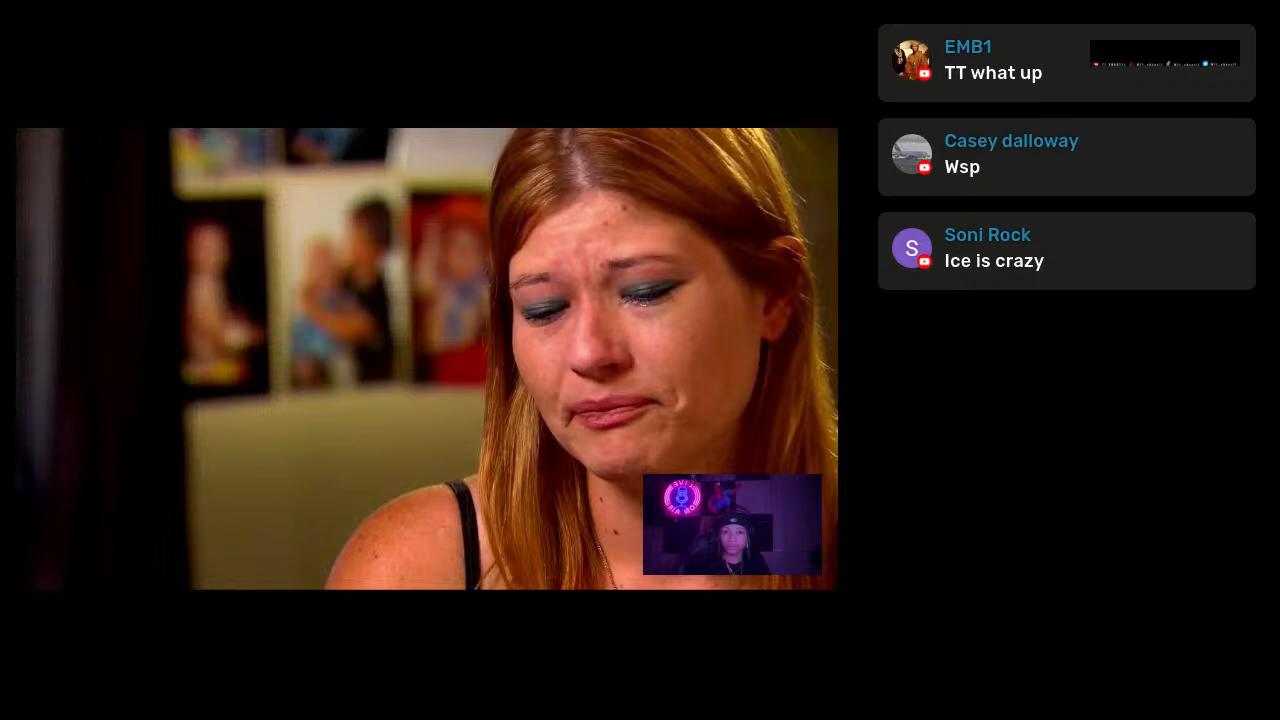 EMB1
TT what up
Casey dalloway
Wsp
S
Soni Rock
Ice is crazy